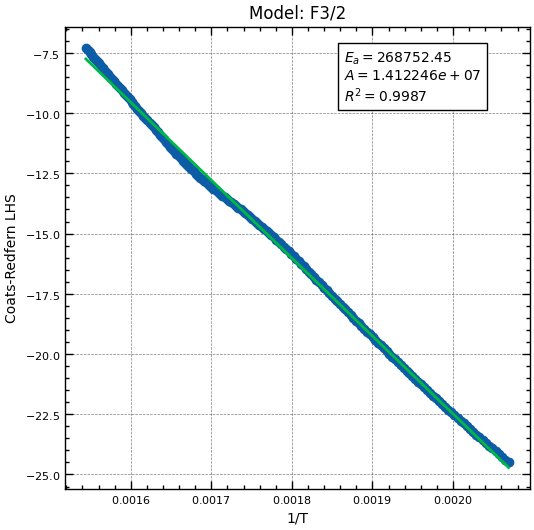 Model: F3/2
E_a = 268752.45
A = 1.412246e + 07
R^2 = 0.9987
Coats-Redfern LHS
−7.5
−10.0
−12.5
−15.0
−17.5
−20.0
−22.5
−25.0
0.0016 0.0017 0.0018 0.0019 0.0020
1/T